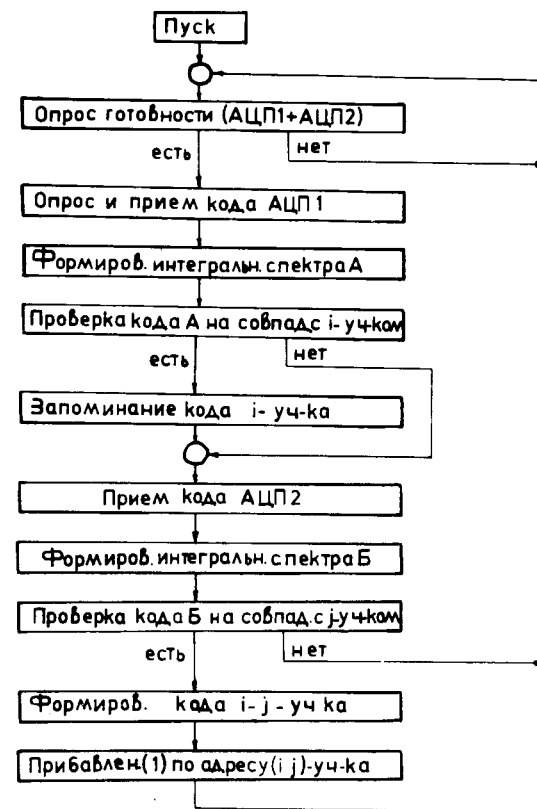 Пуск
Опрос готовности (АЦП1+АЦП2)
есть
нет
Опрос и прием кода АЦП 1
Формиров. интегральн. спектра А
Проверка кода А на совпад. с i- уч-ком
есть
нет
Запоминание кода i- уч-ка
Прием кода АЦП 2
Формиров. интегральн. спектра Б
Проверка кода Б на совпад. с j-уч-ком
есть
нет
Формиров. кода i-j-уч ка
Прибавлен.(1) по адресу (i j)-уч-ка